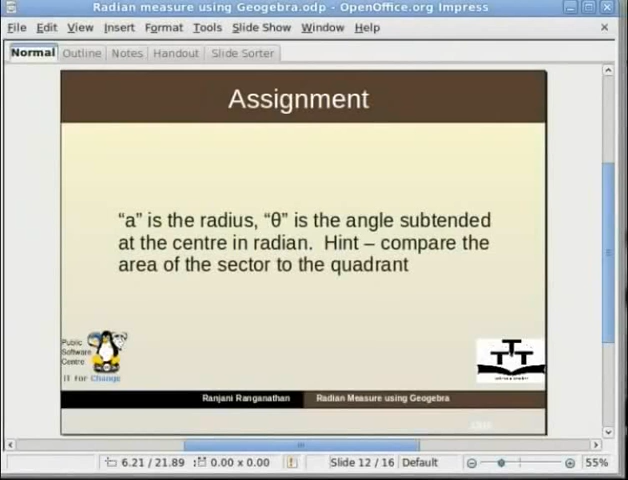 Radian measure using Geogebra.odp - OpenOffice.org Impress
File Edit View Insert Format Tools Slide Show Window Help
Normal Outline Notes Handout Slide Sorter
Assignment
“a” is the radius, “θ” is the angle subtended
at the centre in radian. Hint – compare the
area of the sector to the quadrant
Public
Software
Centre
IT For Change
T T T
Ranjani Ranganathan Radian Measure using Geogebra
6.21 / 21.89 0.00 x 0.00 Slide 12 / 16 Default 55%